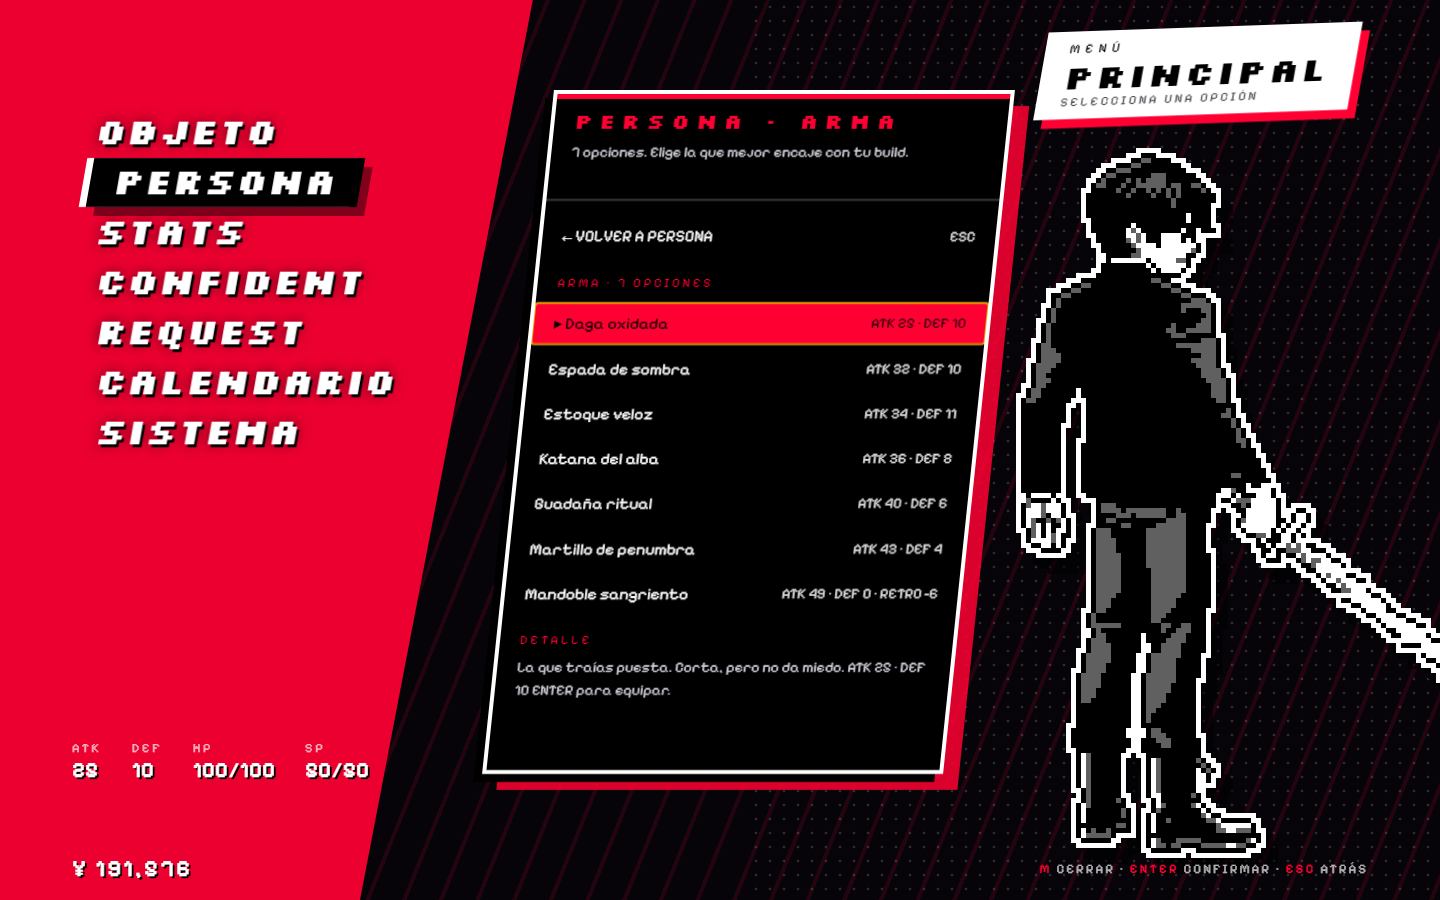 OBJETO
PERSONA
STATS
CONFIDENT
REQUEST
CALENDARIO
SISTEMA
ATK DEF HP SP
28 10 100/100 80/80
¥ 191,876
PERSONA · ARMA
7 opciones. Elige la que mejor encaje con tu build.
← VOLVER A PERSONA ESC
ARMA · 7 OPCIONES
▶ Daga oxidada ATK 28 · DEF 10
Espada de sombra ATK 32 · DEF 10
Estoque veloz ATK 34 · DEF 11
Katana del alba ATK 36 · DEF 8
Guadaña ritual ATK 40 · DEF 6
Martillo de penumbra ATK 43 · DEF 4
Mandoble sangriento ATK 49 · DEF 0 · RETRO -6
DETALLE
La que traías puesta. Corta, pero no da miedo. ATK 28 · DEF
10 ENTER para equipar.
MENÚ
PRINCIPAL
SELECCIONA UNA OPCIÓN
M CERRAR · ENTER CONFIRMAR · ESC ATRÁS